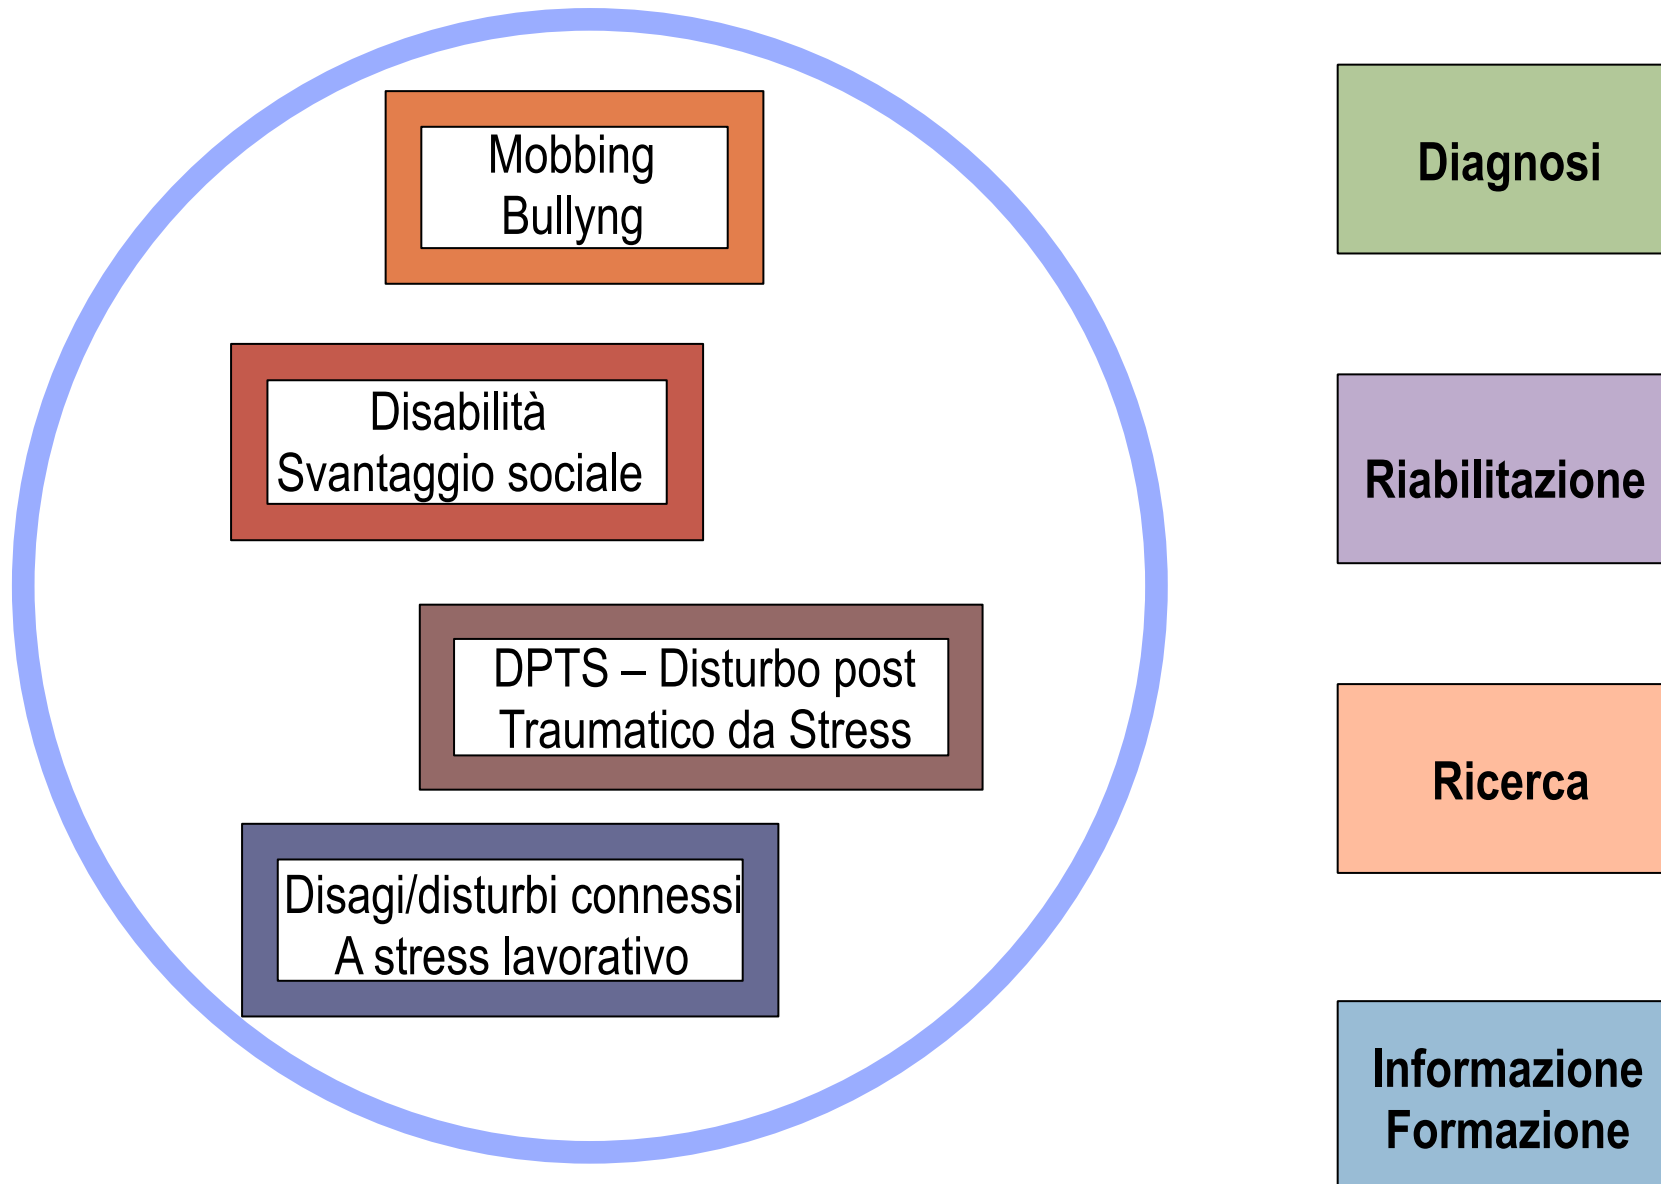 Mobbing
Bullyng
Disabilità
Svantaggio sociale
DPTS – Disturbo post
Traumatico da Stress
Disagi/disturbi connessi
A stress lavorativo
Diagnosi
Riabilitazione
Ricerca
Informazione
Formazione